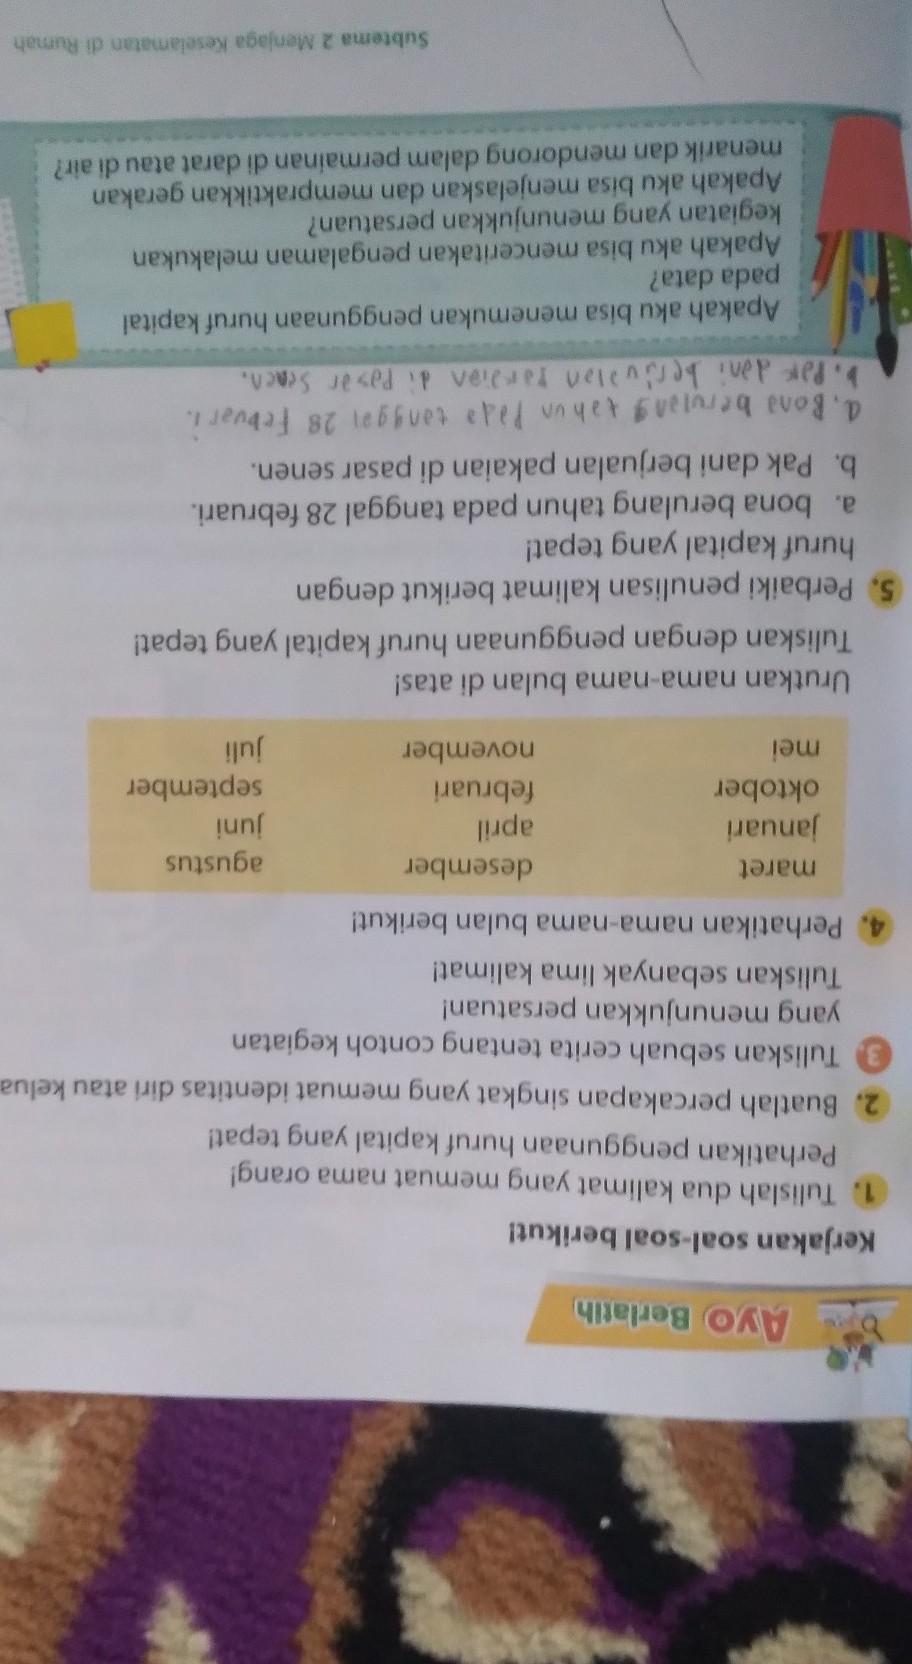 Ayo Berlatih
Kerjakan soal-soal berikut!
1. Tulislah dua kalimat yang memuat nama orang!
Perhatikan penggunaan huruf kapital yang tepat!
2. Buatlah percakapan singkat yang memuat identitas diri atau kelua
3. Tuliskan sebuah cerita tentang contoh kegiatan
yang menunjukkan persatuan!
Tuliskan sebanyak lima kalimat!
4. Perhatikan nama-nama bulan berikut!
maret desember agustus
januari april juni
oktober februari september
mei november juli
Urutkan nama-nama bulan di atas!
Tuliskan dengan penggunaan huruf kapital yang tepat!
5. Perbaiki penulisan kalimat berikut dengan
huruf kapital yang tepat!
a. bona berulang tahun pada tanggal 28 februari.
b. Pak dani berjualan pakaian di pasar senen.
a. Bona berulang tahun Pada tanggal 28 Februari.
b. Pak dani berjualan di Pasar Senen.
Apakah aku bisa menemukan penggunaan huruf kapital
pada data?
Apakah aku bisa menceritakan pengalaman melakukan
kegiatan yang menunjukkan persatuan?
Apakah aku bisa menjelaskan dan mempraktikkan gerakan
menarik dan mendorong dalam permainan di darat atau di air?
Subtema 2 Menjaga Keselamatan di Rumah